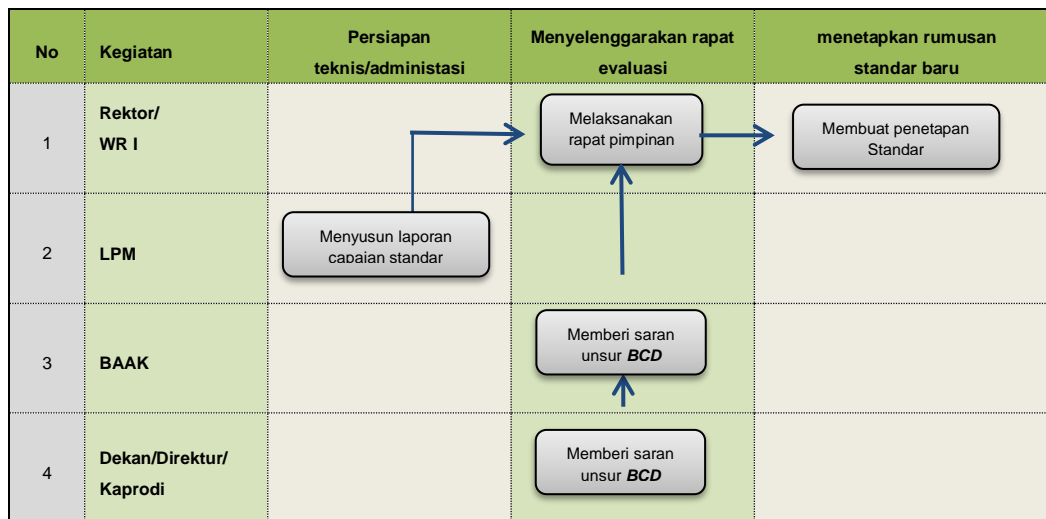 No
Kegiatan
Persiapan
teknis/administasi
Menyelenggarakan rapat
evaluasi
menetapkan rumusan
standar baru
1
Rektor/
WR I
Melaksanakan
rapat pimpinan
Membuat penetapan
Standar
2
LPM
Menyusun laporan
capaian standar
3
BAAK
Memberi saran
unsur BCD
4
Dekan/Direktur/
Kaprodi
Memberi saran
unsur BCD